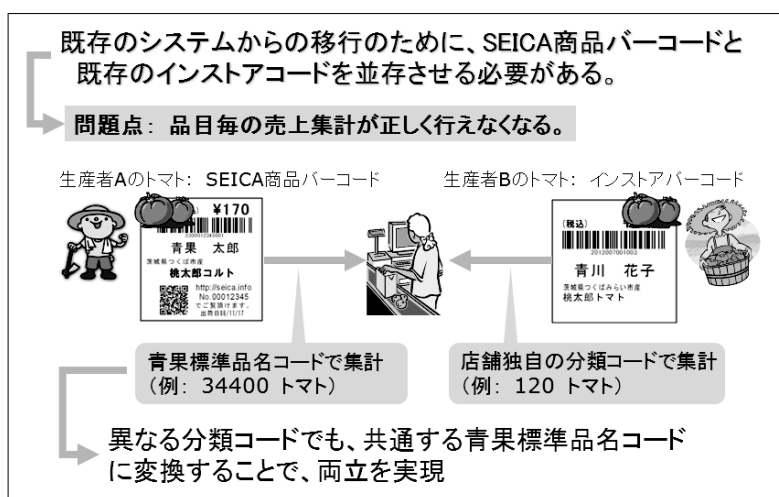 既存のシステムからの移行のために、SEICA商品バーコードと
既存のインストアコードを並存させる必要がある。
問題点： 品目毎の売上集計が正しく行えなくなる。
生産者Aのトマト： SEICA商品バーコード
生産者Bのトマト： インストアバーコード
¥170
青果 太郎
茨城県つくば市産
桃太郎コルト
http://seica.info
No.00012345
でご覧頂けます。
出荷日08/11/17
(税込)
2012007001003
青川 花子
茨城県つくばみらい市産
桃太郎トマト
青果標準品名コードで集計
（例： 34400 トマト）
店舗独自の分類コードで集計
（例： 120 トマト）
異なる分類コードでも、共通する青果標準品名コード
に変換することで、両立を実現